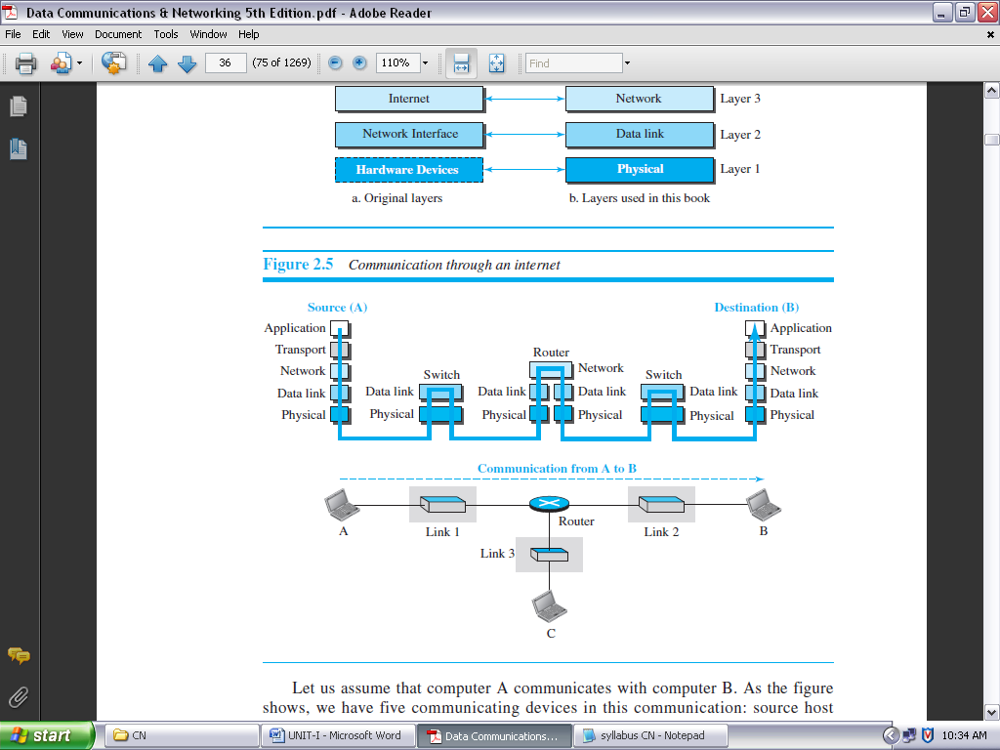 Data Communications & Networking 5th Edition.pdf - Adobe Reader
File Edit View Document Tools Window Help
36 (75 of 1269) 110% Find
Internet Network Layer 3
Network Interface Data link Layer 2
Hardware Devices Physical Layer 1
a. Original layers b. Layers used in this book
Figure 2.5 Communication through an internet
Source (A) Destination (B)
Application Application
Transport Transport
Router
Network Network Network
Switch Switch
Data link Data link Data link Data link Data link Data link
Physical Physical Physical Physical Physical Physical
Communication from A to B
A Link 1 Router Link 2 B
Link 3
C
Let us assume that computer A communicates with computer B. As the figure
shows, we have five communicating devices in this communication: source host
start CN UNIT-I - Microsoft Word Data Communications... syllabus CN - Notepad 10:34 AM